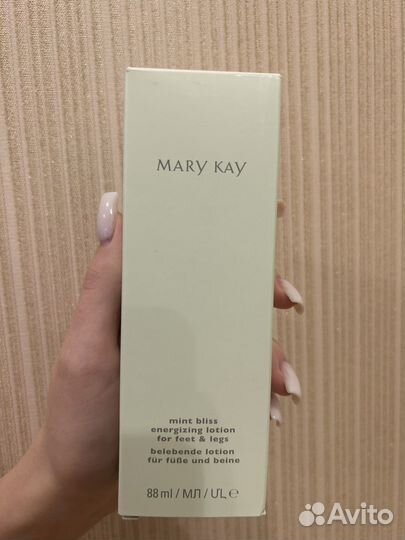 MARY KAY
mint bliss
energizing lotion
for feet & legs
belebende lotion
für füße und beine
88 ml / МЛ / ՄԼ ℮
Avito